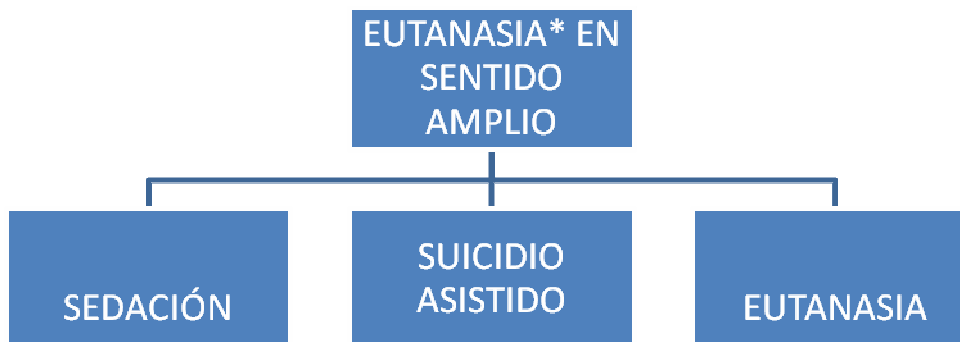 EUTANASIA* EN
SENTIDO
AMPLIO
SEDACIÓN
SUICIDIO
ASISTIDO
EUTANASIA